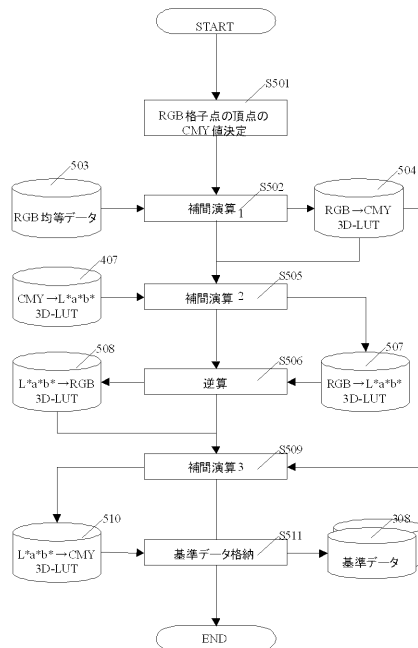 START
S501
RGB格子点の頂点の
CMY値決定
503
RGB均等データ
S502
補間演算1
504
RGB→CMY
3D-LUT
407
CMY→L*a*b*
3D-LUT
S505
補間演算2
508
L*a*b*→RGB
3D-LUT
S506
逆算
507
RGB→L*a*b*
3D-LUT
S509
補間演算3
510
L*a*b*→CMY
3D-LUT
S511
基準データ格納
308
基準データ
END